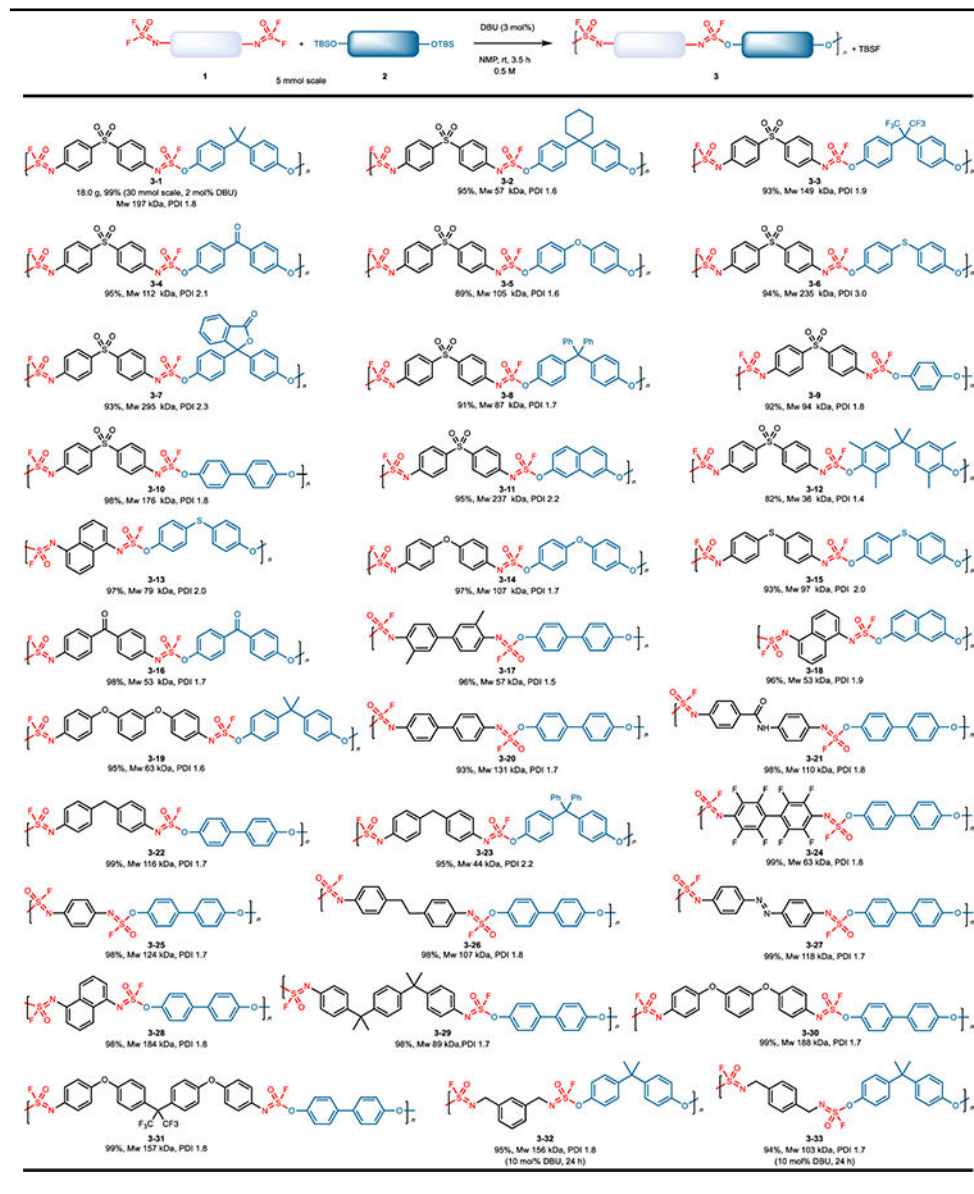 DBU (3 mol%)
TBSO
OTBS
NMP, rt, 3.5 h
0.5 M
+ TBSF
1
5 mmol scale
2
3
3-1
18.0 g, 99% (30 mmol scale, 2 mol% DBU)
Mw 197 kDa, PDI 1.8
3-2
95%, Mw 57 kDa, PDI 1.6
F₃C CF3
3-3
93%, Mw 149 kDa, PDI 1.9
3-4
95%, Mw 112 kDa, PDI 2.1
3-5
89%, Mw 105 kDa, PDI 1.6
3-6
94%, Mw 235 kDa, PDI 3.0
3-7
93%, Mw 295 kDa, PDI 2.3
Ph Ph
3-8
91%, Mw 87 kDa, PDI 1.7
3-9
92%, Mw 94 kDa, PDI 1.8
3-10
98%, Mw 176 kDa, PDI 1.8
3-11
95%, Mw 237 kDa, PDI 2.2
3-12
82%, Mw 36 kDa, PDI 1.4
3-13
97%, Mw 79 kDa, PDI 2.0
3-14
97%, Mw 107 kDa, PDI 1.7
3-15
93%, Mw 97 kDa, PDI 2.0
3-16
98%, Mw 53 kDa, PDI 1.7
3-17
96%, Mw 57 kDa, PDI 1.5
3-18
96%, Mw 53 kDa, PDI 1.9
3-19
95%, Mw 63 kDa, PDI 1.6
3-20
93%, Mw 131 kDa, PDI 1.7
NH
3-21
98%, Mw 110 kDa, PDI 1.8
3-22
99%, Mw 116 kDa, PDI 1.7
Ph Ph
3-23
95%, Mw 44 kDa, PDI 2.2
3-24
99%, Mw 63 kDa, PDI 1.8
3-25
98%, Mw 124 kDa, PDI 1.7
3-26
98%, Mw 107 kDa, PDI 1.8
3-27
99%, Mw 118 kDa, PDI 1.7
3-28
98%, Mw 184 kDa, PDI 1.8
3-29
98%, Mw 89 kDa,PDI 1.7
3-30
99%, Mw 188 kDa, PDI 1.7
F₃C CF3
3-31
99%, Mw 157 kDa, PDI 1.8
3-32
95%, Mw 156 kDa, PDI 1.8
(10 mol% DBU, 24 h)
3-33
94%, Mw 103 kDa, PDI 1.7
(10 mol% DBU, 24 h)